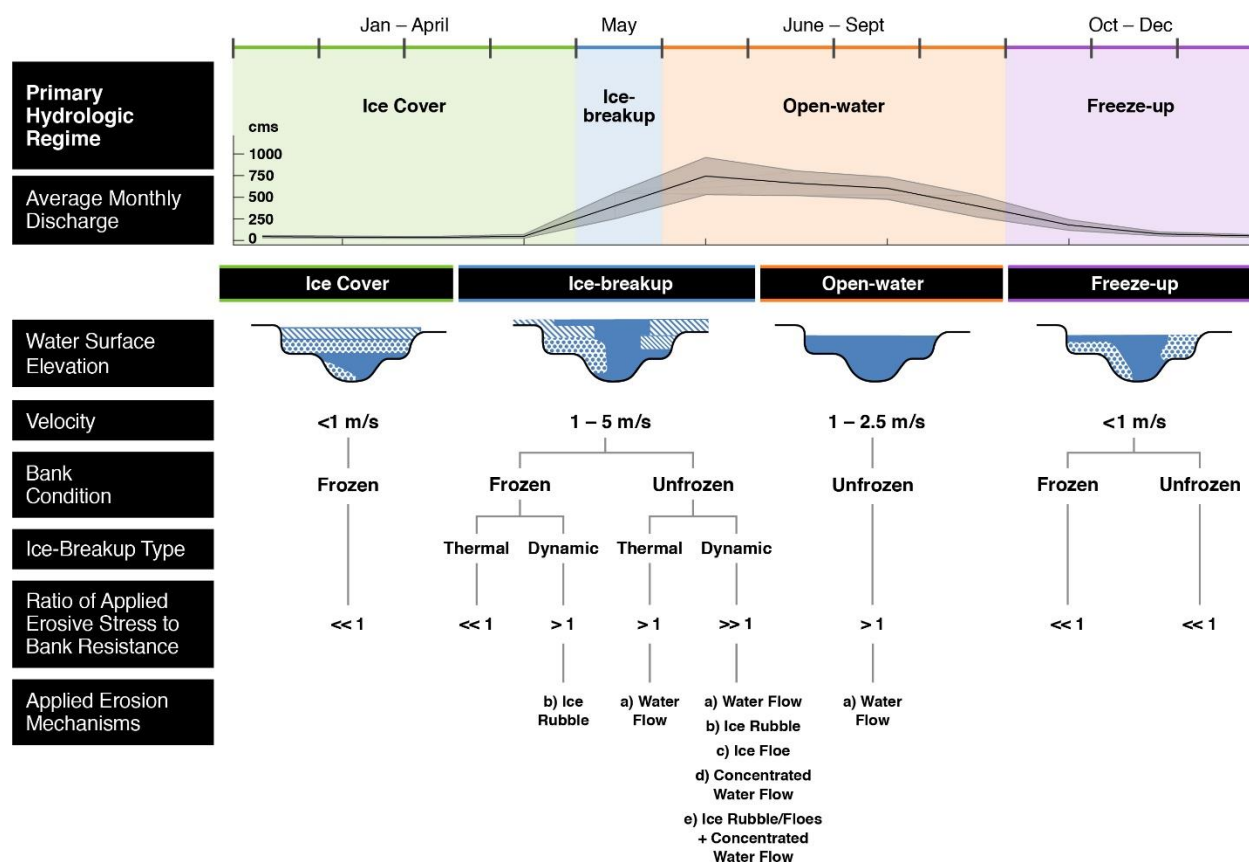 Jan – April
May
June – Sept
Oct – Dec
Primary
Hydrologic
Regime
Ice Cover
Ice-
breakup
Open-water
Freeze-up
cms
1000
750
500
250
0
Average Monthly
Discharge
Ice Cover
Ice-breakup
Open-water
Freeze-up
Water Surface
Elevation
Velocity
<1 m/s
1 – 5 m/s
1 – 2.5 m/s
<1 m/s
Bank
Condition
Frozen
Frozen
Unfrozen
Unfrozen
Frozen
Unfrozen
Ice-Breakup Type
Thermal
Dynamic
Thermal
Dynamic
Ratio of Applied
Erosive Stress to
Bank Resistance
<< 1
<< 1
> 1
> 1
>> 1
> 1
<< 1
<< 1
Applied Erosion
Mechanisms
b) Ice
Rubble
a) Water
Flow
a) Water Flow
b) Ice Rubble
c) Ice Floe
d) Concentrated
Water Flow
e) Ice Rubble/Floes
+ Concentrated
Water Flow
a) Water
Flow